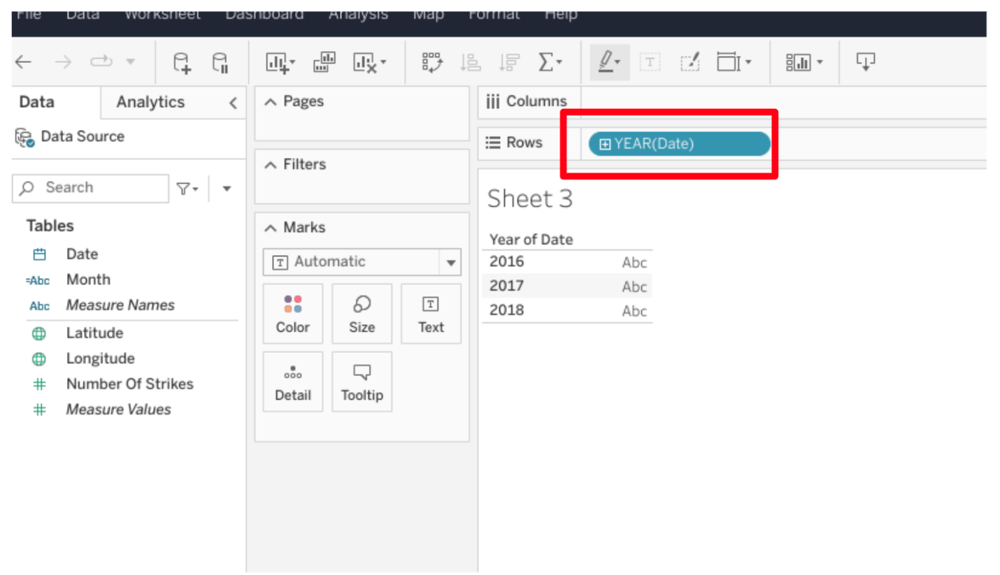 File Data Worksheet Dashboard Analysis Map Format Help
Data Analytics
Pages
Columns
Data Source
Rows
YEAR(Date)
Filters
Search
Sheet 3
Tables
Marks
Year of Date
Date
Automatic
2016 Abc
Abc Month
2017 Abc
Abc Measure Names
2018 Abc
Color Size Text
Latitude
Longitude
Number Of Strikes
Detail Tooltip
Measure Values